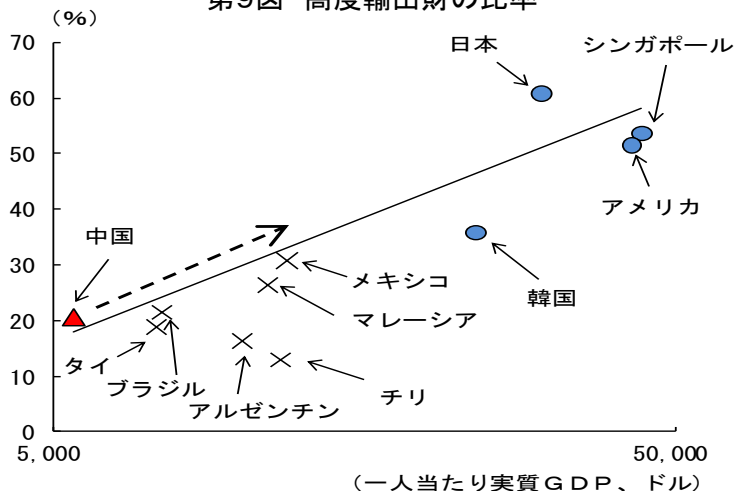 第9図 高度輸出財の比率
（％）
70
60
50
40
30
20
10
0
日本
シンガポール
アメリカ
中国
韓国
メキシコ
マレーシア
タイ
ブラジル
アルゼンチン
チリ
5,000
50,000
（一人当たり実質ＧＤＰ、ドル）